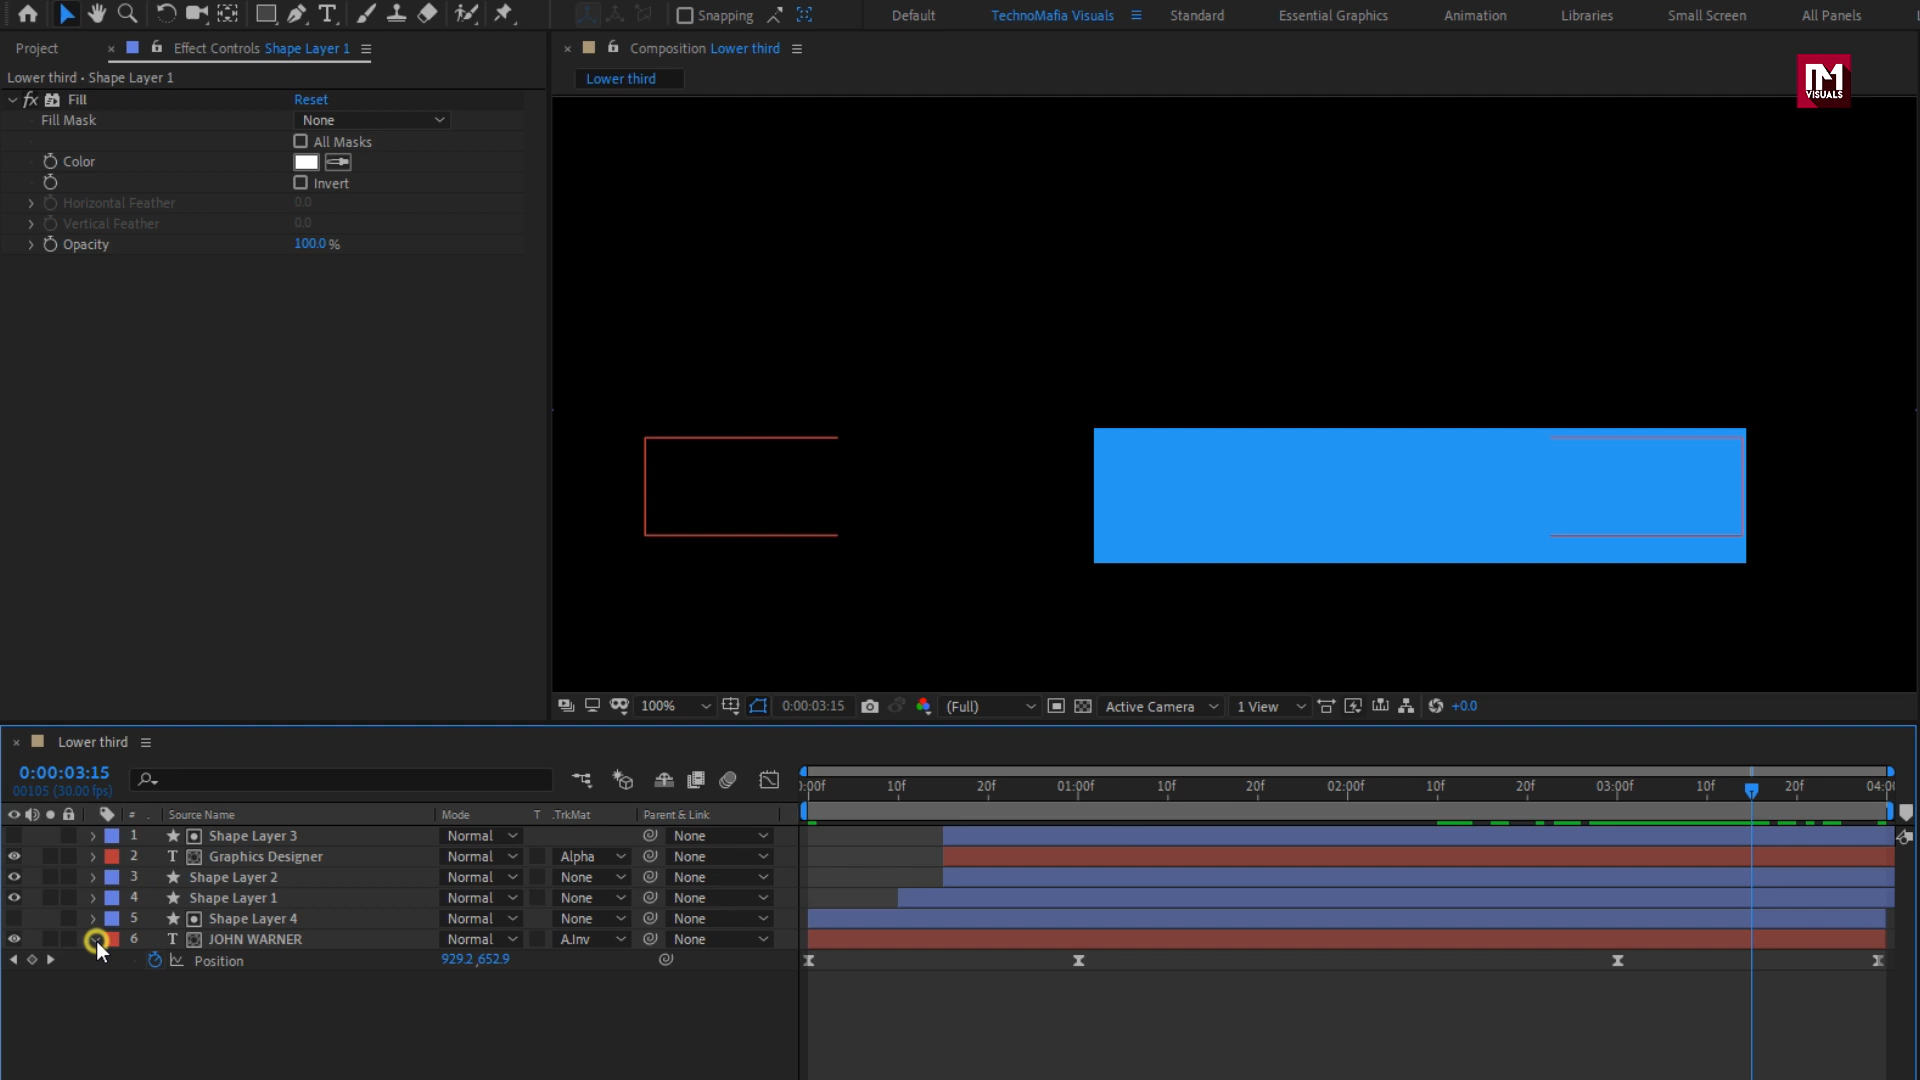 Snapping
Default
TechnoMafia Visuals
Standard
Essential Graphics
Animation
Libraries
Small Screen
All Panels
Project
Effect Controls Shape Layer 1
Composition Lower third
Lower third • Shape Layer 1
Lower third
VISUALS
fx Fill Reset
Fill Mask None
All Masks
Color
Invert
Horizontal Feather 0.0
Vertical Feather 0.0
Opacity 100.0 %
100% 0:00:03:15 (Full) Active Camera 1 View +0.0
Lower third
0:00:03:15
00105 (30.00 fps)
:00f 10f 20f 01:00f 10f 20f 02:00f 10f 20f 03:00f 10f 20f 04:00
# . Source Name Mode T .TrkMat Parent & Link
1 Shape Layer 3 Normal None
2 T Graphics Designer Normal Alpha None
3 Shape Layer 2 Normal None None
4 Shape Layer 1 Normal None None
5 Shape Layer 4 Normal None None
6 T JOHN WARNER Normal A.Inv None
Position 929.2,652.9